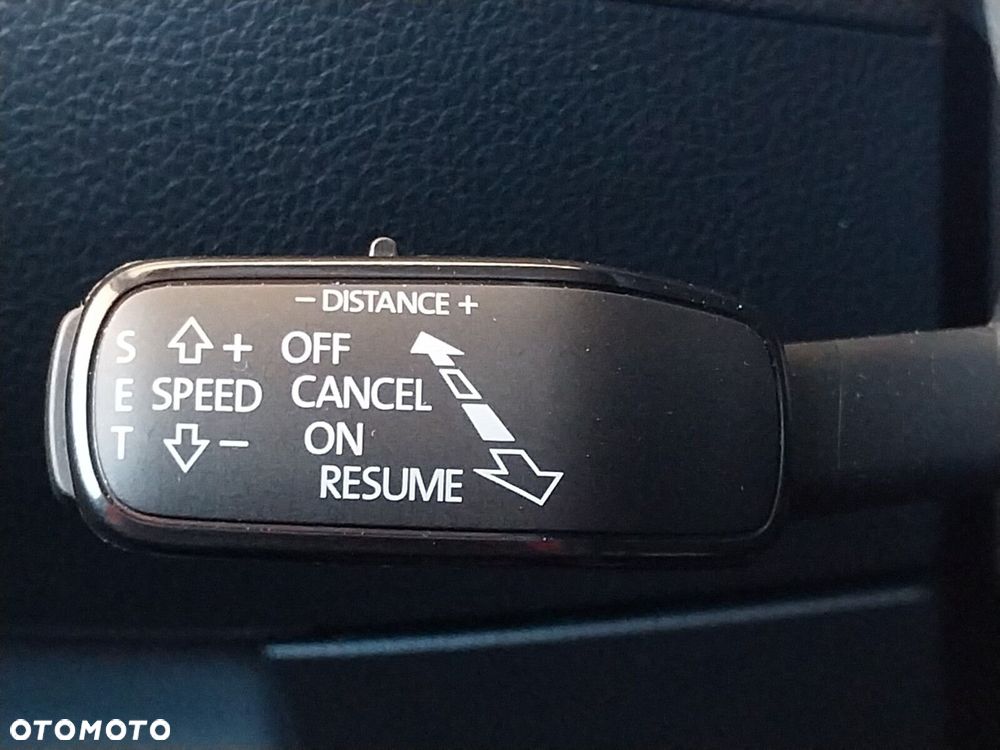 − DISTANCE +
S + OFF
E SPEED CANCEL
T − ON
RESUME
OTOMOTO